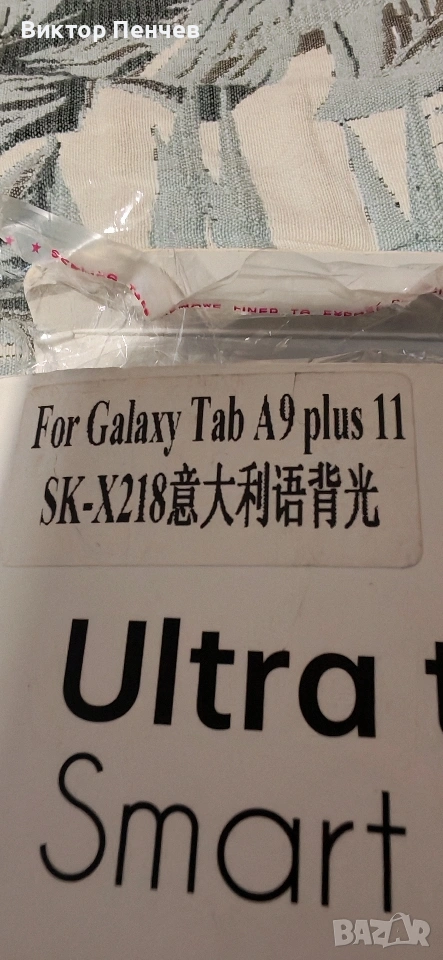 Виктор Пенчев
For Galaxy Tab A9 plus 11
SK-X218意大利语背光
Ultra
Smart
BAZAR